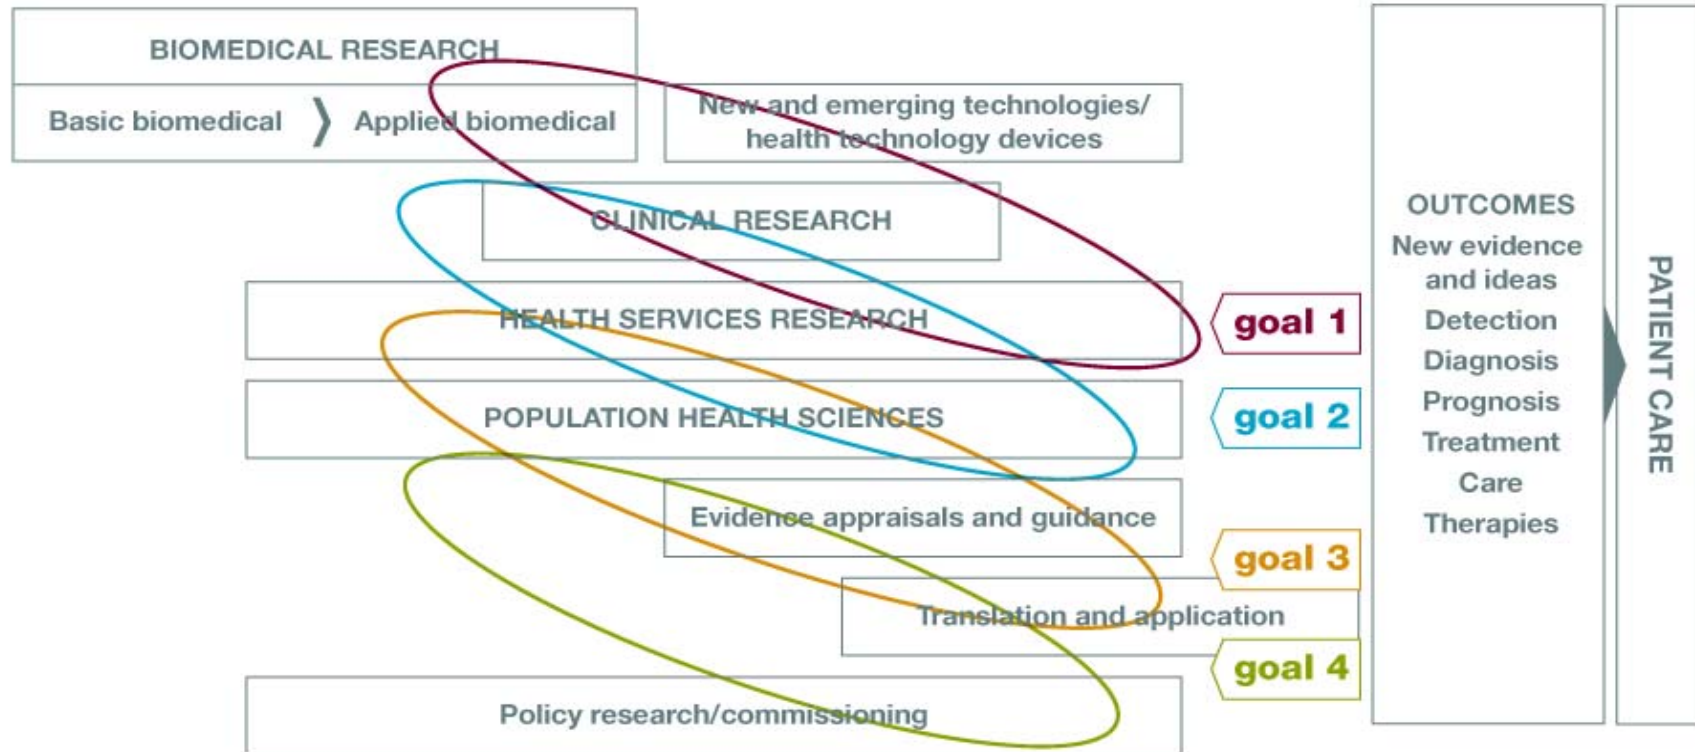 BIOMEDICAL RESEARCH
Basic biomedical
Applied biomedical
New and emerging technologies/
health technology devices
CLINICAL RESEARCH
HEALTH SERVICES RESEARCH
POPULATION HEALTH SCIENCES
Evidence appraisals and guidance
Translation and application
Policy research/commissioning
goal 1
goal 2
goal 3
goal 4
OUTCOMES
New evidence
and ideas
Detection
Diagnosis
Prognosis
Treatment
Care
Therapies
PATIENT CARE